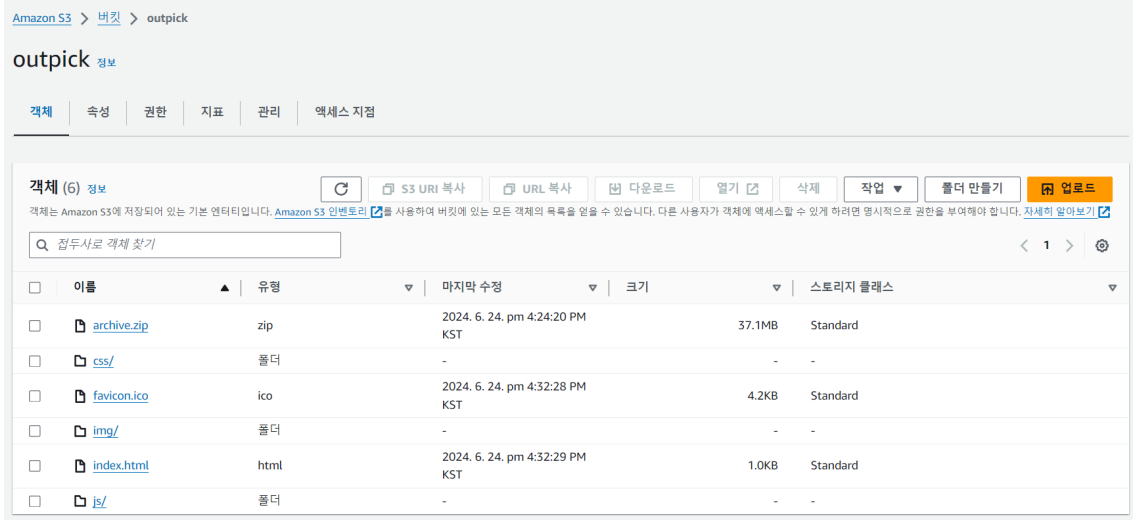 Amazon S3 > 버킷 > outpick
outpick 정보
객체 속성 권한 지표 관리 액세스 지점
객체 (6) 정보 S3 URI 복사 URL 복사 다운로드 열기 삭제 작업 ▼ 폴더 만들기 업로드
객체는 Amazon S3에 저장되어 있는 기본 엔터티입니다. Amazon S3 인벤토리를 사용하여 버킷에 있는 모든 객체의 목록을 얻을 수 있습니다. 다른 사용자가 객체에 액세스할 수 있게 하려면 명시적으로 권한을 부여해야 합니다. 자세히 알아보기
접두사로 객체 찾기 < 1 >
이름 ▲ 유형 ▽ 마지막 수정 ▽ 크기 ▽ 스토리지 클래스 ▽
archive.zip zip 2024. 6. 24. pm 4:24:20 PM KST 37.1MB Standard
css/ 폴더 - - -
favicon.ico ico 2024. 6. 24. pm 4:32:28 PM KST 4.2KB Standard
img/ 폴더 - - -
index.html html 2024. 6. 24. pm 4:32:29 PM KST 1.0KB Standard
js/ 폴더 - - -